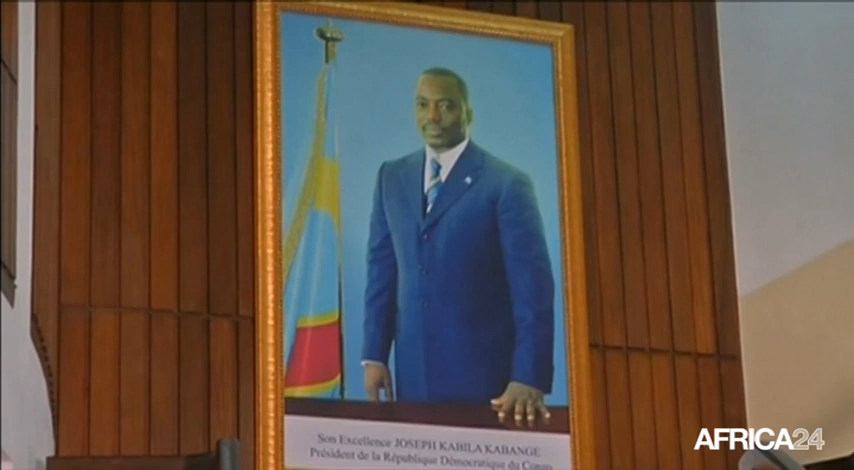 Son Excellence JOSEPH KABILA KABANGE
Président de la République Démocratique du Congo
AFRICA24